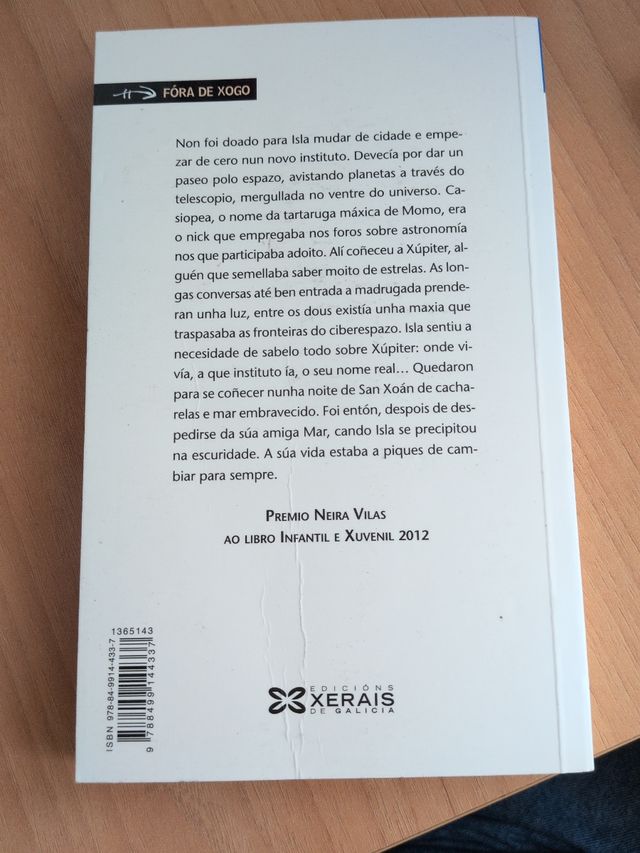 FÓRA DE XOGO
Non foi doado para Isla mudar de cidade e empe-
zar de cero nun novo instituto. Devecía por dar un
paseo polo espazo, avistando planetas a través do
telescopio, mergullada no ventre do universo. Ca-
siopea, o nome da tartaruga máxica de Momo, era
o nick que empregaba nos foros sobre astronomía
nos que participaba adoito. Alí coñeceu a Xúpiter, al-
guén que semellaba saber moito de estrelas. As lon-
gas conversas até ben entrada a madrugada prende-
ran unha luz, entre os dous existía unha maxia que
traspasaba as fronteiras do ciberespazo. Isla sentiu a
necesidade de sabelo todo sobre Xúpiter: onde vi-
vía, a que instituto ía, o seu nome real... Quedaron
para se coñecer nunha noite de San Xoán de cacha-
relas e mar embravecido. Foi entón, despois de des-
pedirse da súa amiga Mar, cando Isla se precipitou
na escuridade. A súa vida estaba a piques de cam-
biar para sempre.
PREMIO NEIRA VILAS
AO LIBRO INFANTIL E XUVENIL 2012
1365143
ISBN 978-84-9914-433-7
9 788499 144337
EDICIÓNS
XERAIS
DE GALICIA